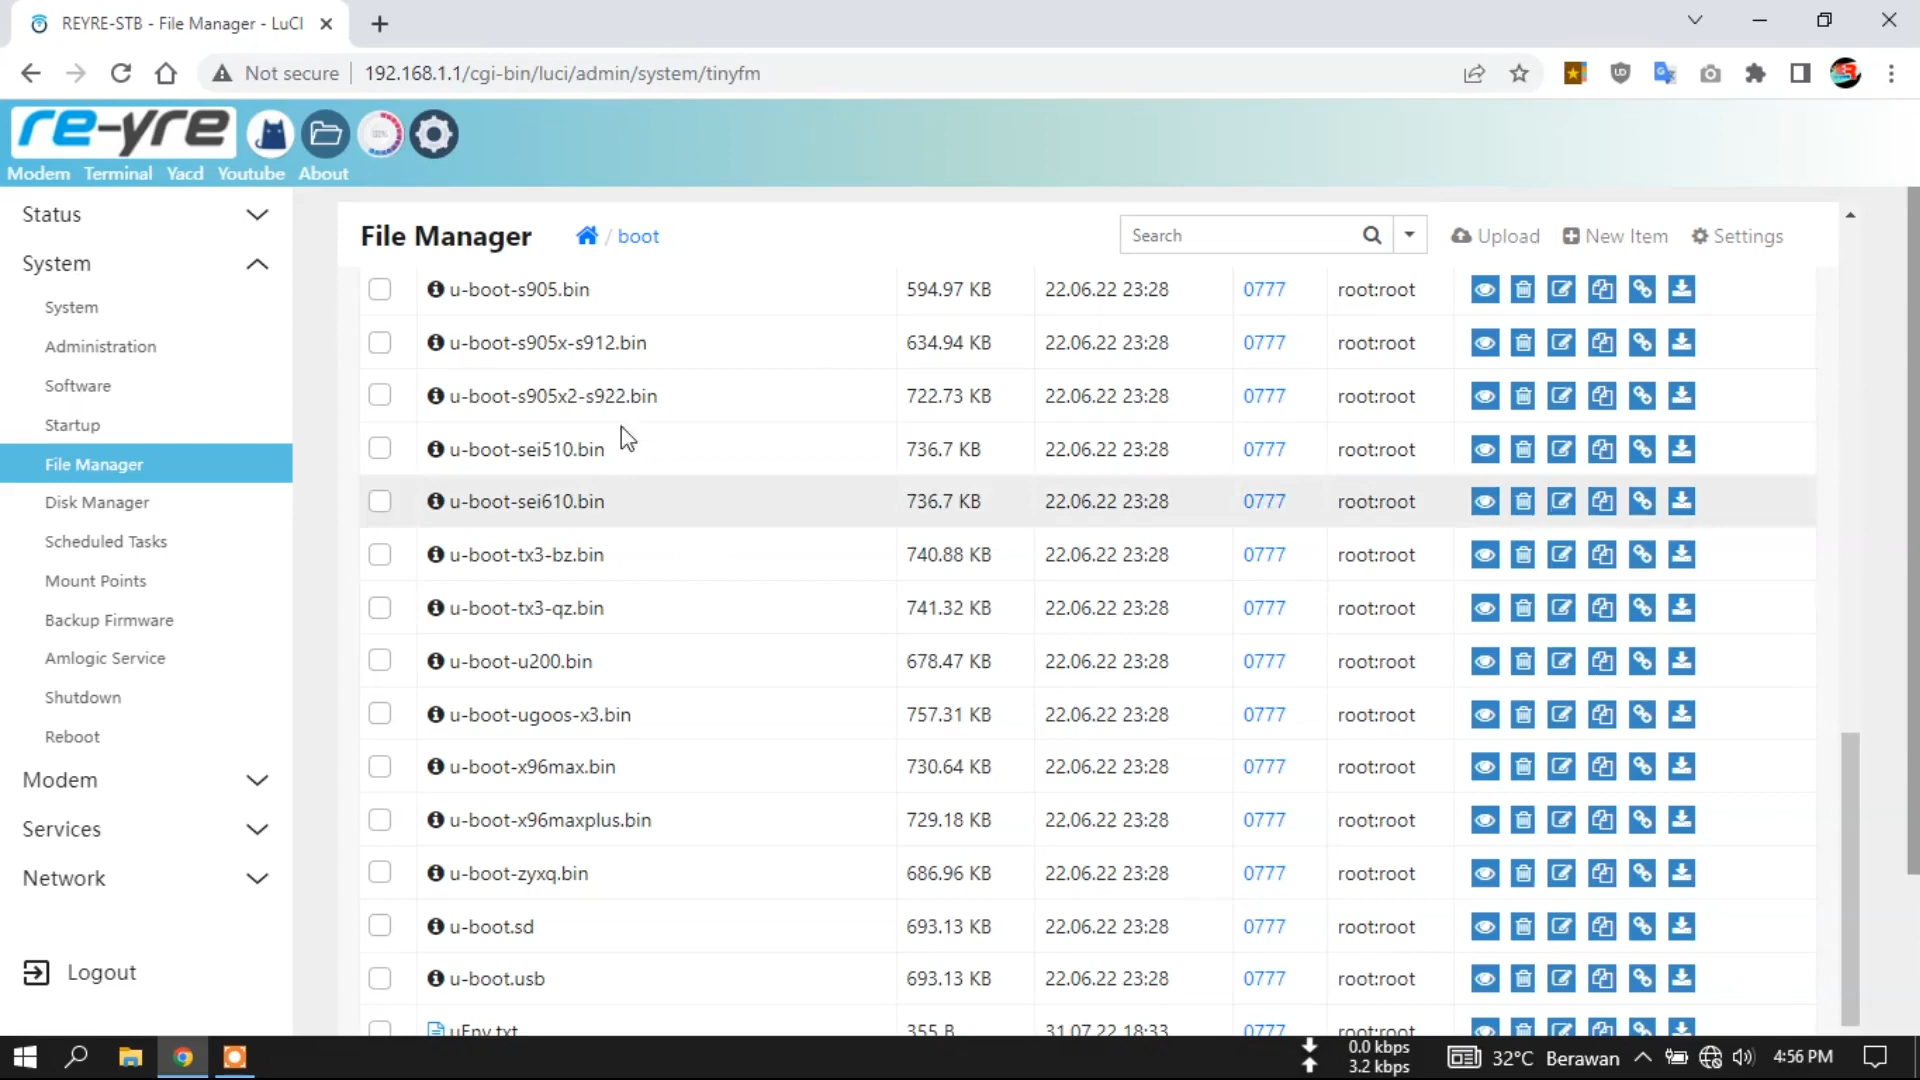 REYRE-STB - File Manager - LuCI
Not secure
192.168.1.1/cgi-bin/luci/admin/system/tinyfm
re-yre
Modem Terminal Yacd Youtube About
Status
System
System
Administration
Software
Startup
File Manager
Disk Manager
Scheduled Tasks
Mount Points
Backup Firmware
Amlogic Service
Shutdown
Reboot
Modem
Services
Network
Logout
File Manager / boot Search Upload New Item Settings
u-boot-s905.bin 594.97 KB 22.06.22 23:28 0777 root:root
u-boot-s905x-s912.bin 634.94 KB 22.06.22 23:28 0777 root:root
u-boot-s905x2-s922.bin 722.73 KB 22.06.22 23:28 0777 root:root
u-boot-sei510.bin 736.7 KB 22.06.22 23:28 0777 root:root
u-boot-sei610.bin 736.7 KB 22.06.22 23:28 0777 root:root
u-boot-tx3-bz.bin 740.88 KB 22.06.22 23:28 0777 root:root
u-boot-tx3-qz.bin 741.32 KB 22.06.22 23:28 0777 root:root
u-boot-u200.bin 678.47 KB 22.06.22 23:28 0777 root:root
u-boot-ugoos-x3.bin 757.31 KB 22.06.22 23:28 0777 root:root
u-boot-x96max.bin 730.64 KB 22.06.22 23:28 0777 root:root
u-boot-x96maxplus.bin 729.18 KB 22.06.22 23:28 0777 root:root
u-boot-zyxq.bin 686.96 KB 22.06.22 23:28 0777 root:root
u-boot.sd 693.13 KB 22.06.22 23:28 0777 root:root
u-boot.usb 693.13 KB 22.06.22 23:28 0777 root:root
uEnv.txt 355 B 31.07.22 18:33 0777 root:root
0.0 kbps
3.2 kbps
32°C Berawan
4:56 PM